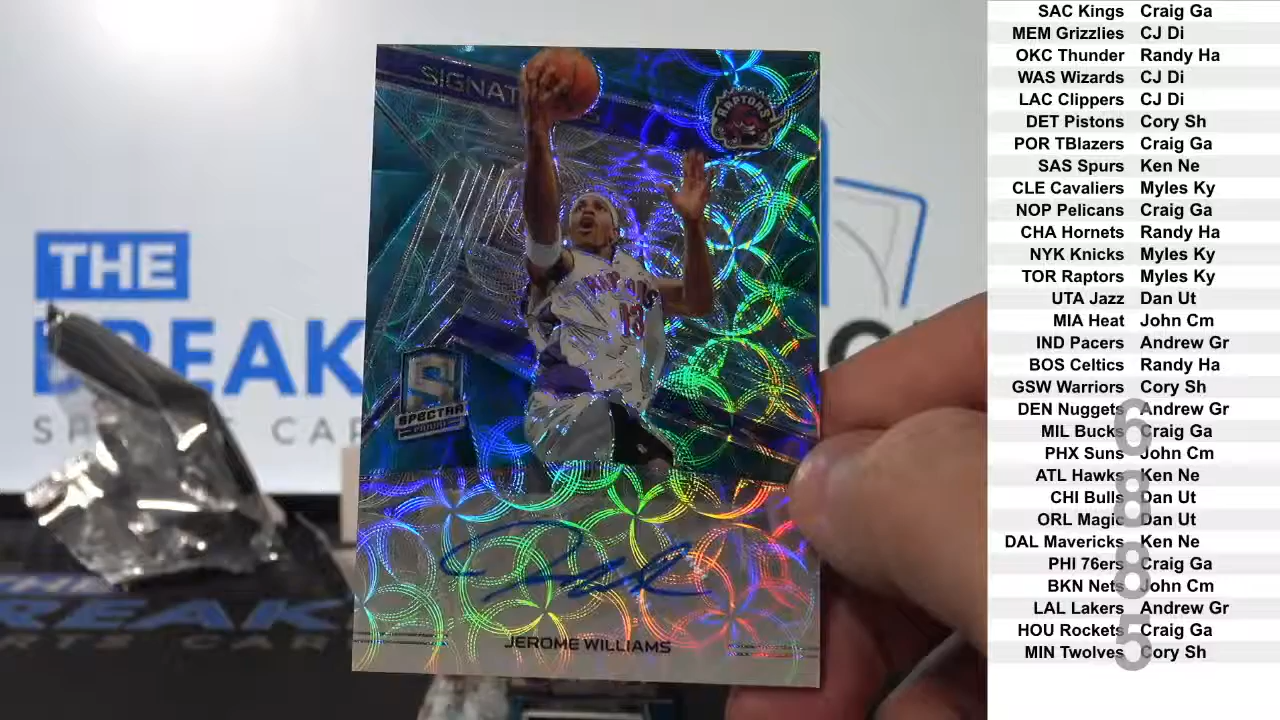 SIGNAT
RAPTORS
13
SPECTRA
PANINI
JEROME WILLIAMS
THE
BREAK
REAK
SAC Kings Craig Ga
MEM Grizzlies CJ Di
OKC Thunder Randy Ha
WAS Wizards CJ Di
LAC Clippers CJ Di
DET Pistons Cory Sh
POR TBlazers Craig Ga
SAS Spurs Ken Ne
CLE Cavaliers Myles Ky
NOP Pelicans Craig Ga
CHA Hornets Randy Ha
NYK Knicks Myles Ky
TOR Raptors Myles Ky
UTA Jazz Dan Ut
MIA Heat John Cm
IND Pacers Andrew Gr
BOS Celtics Randy Ha
GSW Warriors Cory Sh
DEN Nuggets Andrew Gr
MIL Bucks Craig Ga
PHX Suns John Cm
ATL Hawks Ken Ne
CHI Bulls Dan Ut
ORL Magic Dan Ut
DAL Mavericks Ken Ne
PHI 76ers Craig Ga
BKN Nets John Cm
LAL Lakers Andrew Gr
HOU Rockets Craig Ga
MIN Twolves Cory Sh